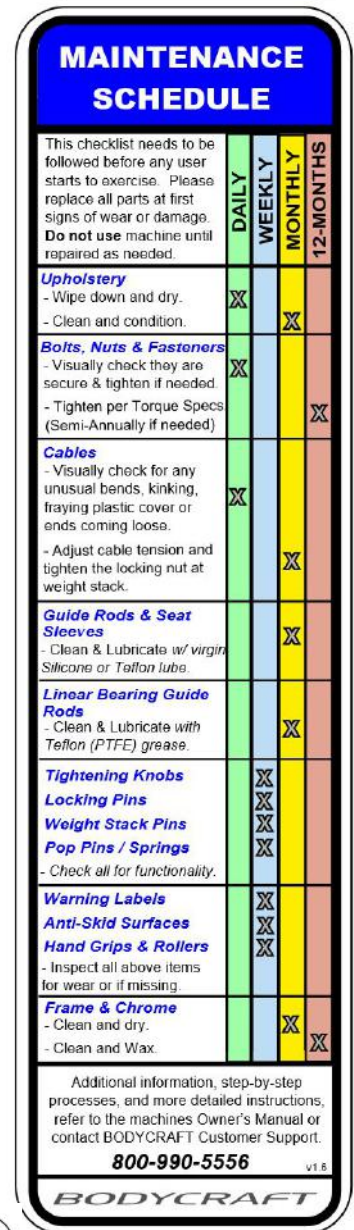 MAINTENANCE
SCHEDULE
This checklist needs to be
followed before any user
starts to exercise. Please
replace all parts at first
signs of wear or damage.
Do not use machine until
repaired as needed.
DAILY
WEEKLY
MONTHLY
12-MONTHS
Upholstery
- Wipe down and dry. X
- Clean and condition. X
Bolts, Nuts & Fasteners
- Visually check they are X
secure & tighten if needed.
- Tighten per Torque Specs X
(Semi-Annually if needed)
Cables
- Visually check for any
unusual bends, kinking,
fraying plastic cover or X
ends coming loose.
- Adjust cable tension and X
tighten the locking nut at
weight stack.
Guide Rods & Seat
Sleeves X
- Clean & Lubricate w/ virgin
Silicone or Teflon lube.
Linear Bearing Guide
Rods
- Clean & Lubricate with X
Teflon (PTFE) grease.
Tightening Knobs X
Locking Pins X
Weight Stack Pins X
Pop Pins / Springs X
- Check all for functionality.
Warning Labels X
Anti-Skid Surfaces X
Hand Grips & Rollers X
- Inspect all above items
for wear or if missing.
Frame & Chrome
- Clean and dry. X
- Clean and Wax. X
Additional information, step-by-step
processes, and more detailed instructions,
refer to the machines Owner's Manual or
contact BODYCRAFT Customer Support.
800-990-5556
v1.6
BODYCRAFT